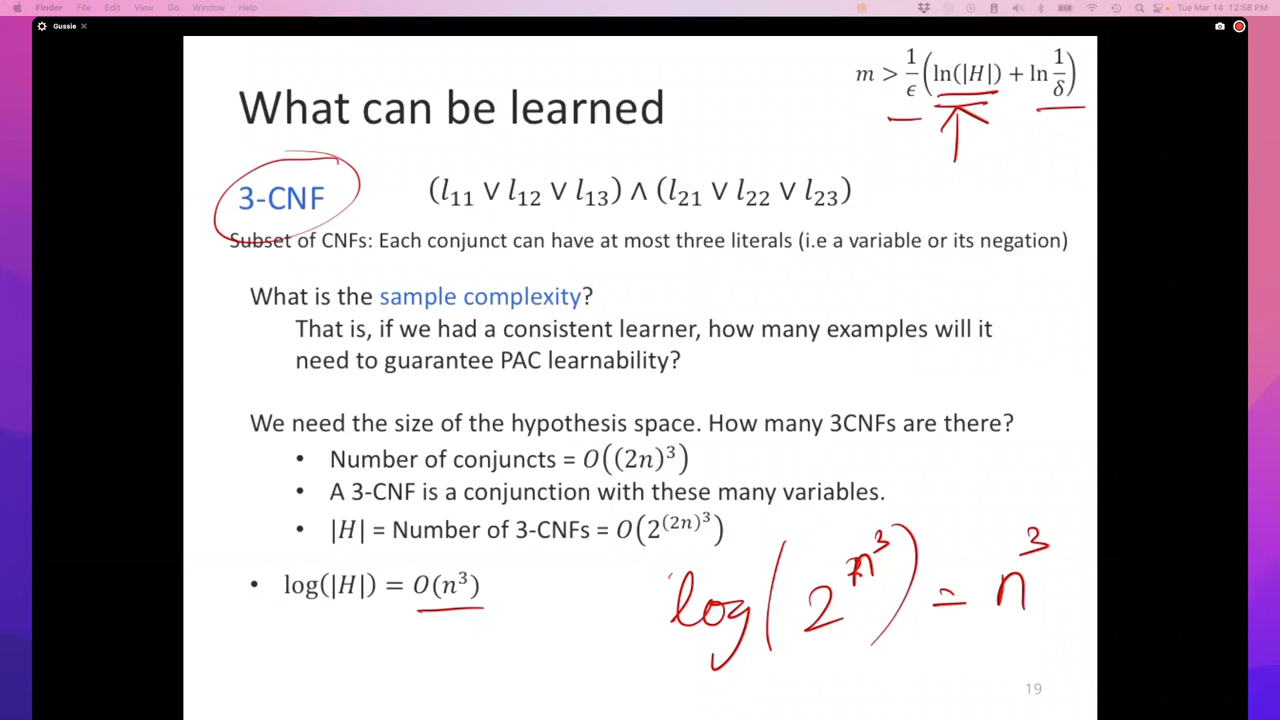 Finder File Edit View Go Window Help Tue Mar 14 12:58 PM
Gussie ×
m > 1/ϵ (ln(|H|) + ln 1/δ)
What can be learned
3-CNF (l₁₁ ∨ l₁₂ ∨ l₁₃) ∧ (l₂₁ ∨ l₂₂ ∨ l₂₃)
Subset of CNFs: Each conjunct can have at most three literals (i.e a variable or its negation)
What is the sample complexity?
That is, if we had a consistent learner, how many examples will it
need to guarantee PAC learnability?
We need the size of the hypothesis space. How many 3CNFs are there?
• Number of conjuncts = O((2n)³)
• A 3-CNF is a conjunction with these many variables.
• |H| = Number of 3-CNFs = O(2^(2n)³)
• log(|H|) = O(n³)
log(2^n³) = n³
19